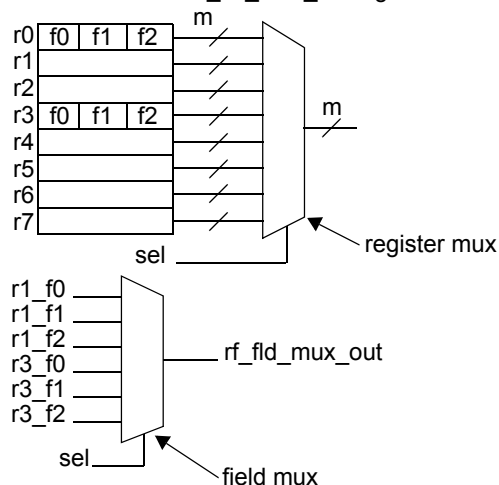 m
r0 f0 f1 f2
r1
r2
r3 f0 f1 f2
m
r4
r5
r6
r7
register mux
sel
r1_f0
r1_f1
r1_f2
rf_fld_mux_out
r3_f0
r3_f1
r3_f2
sel
field mux